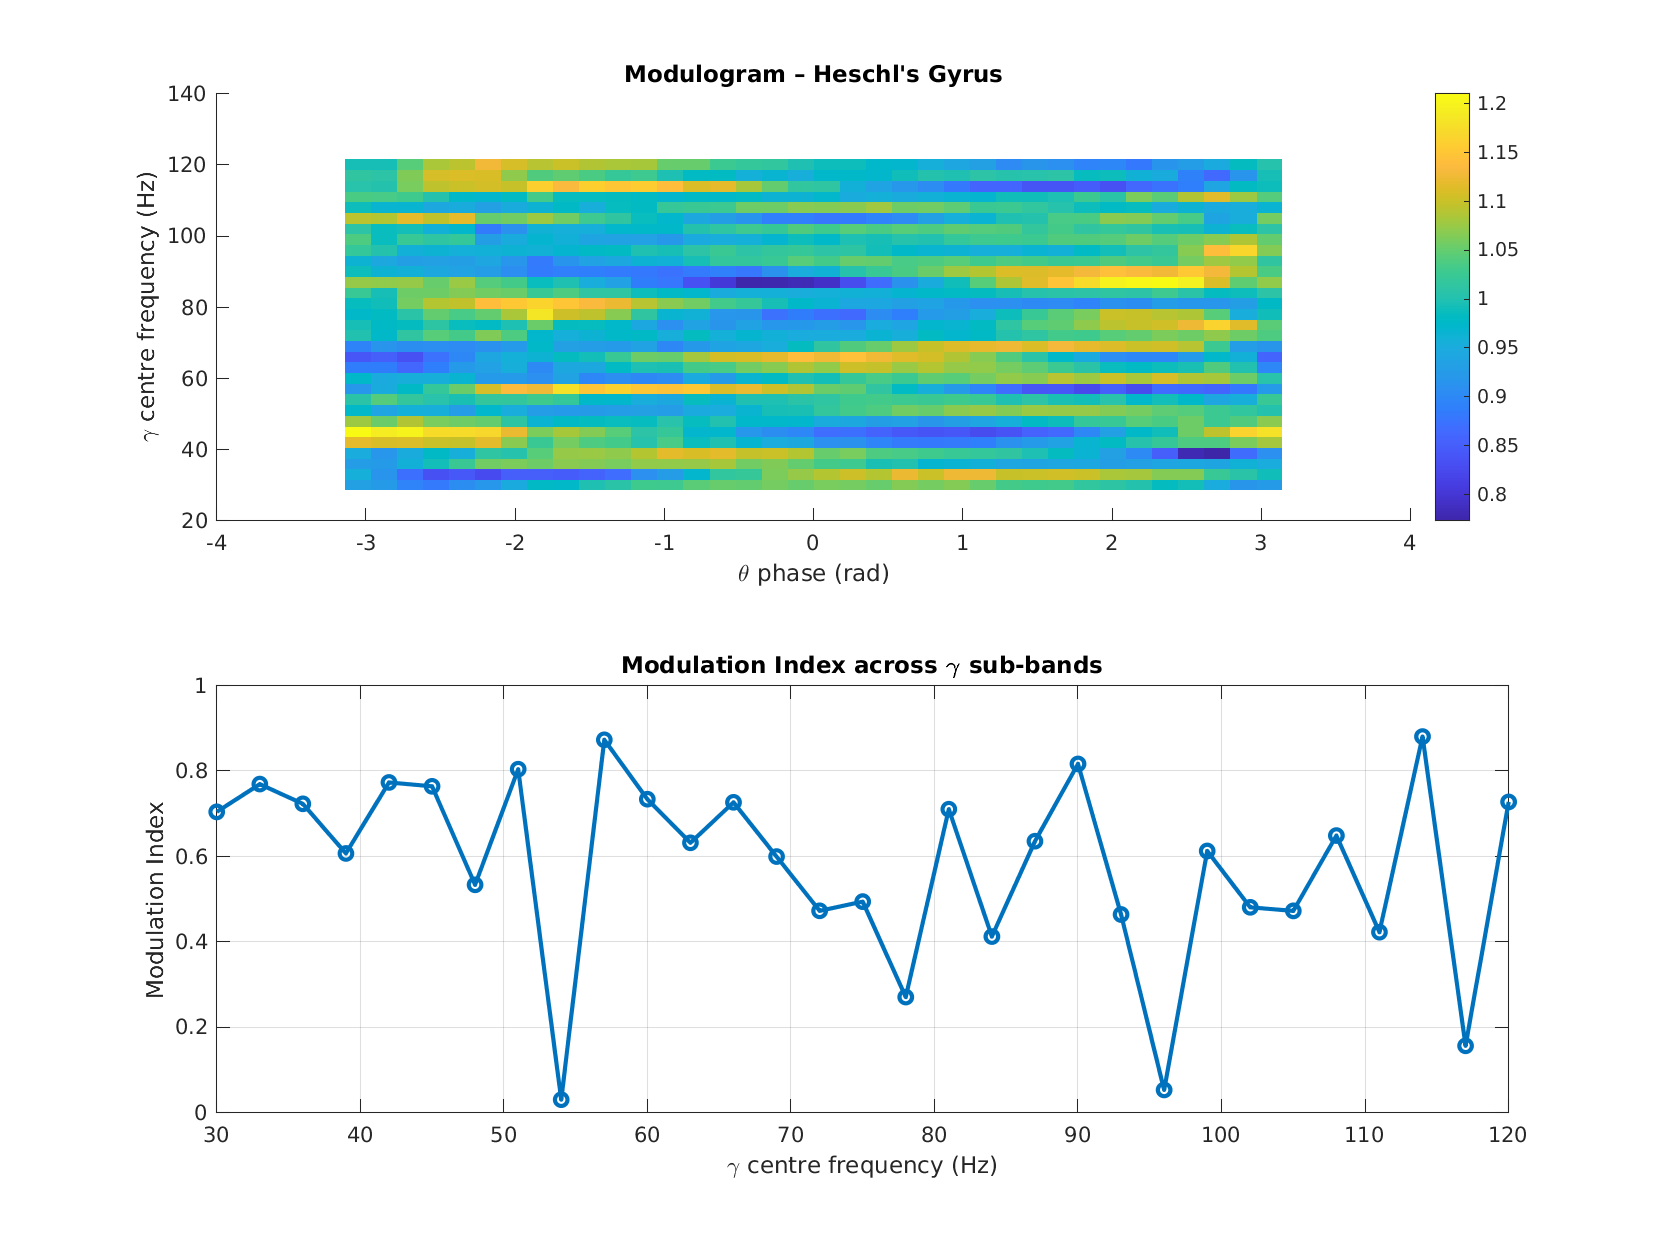 Modulogram – Heschl's Gyrus
γ centre frequency (Hz)
140
120
100
80
60
40
20
-4 -3 -2 -1 0 1 2 3 4
θ phase (rad)
1.2
1.15
1.1
1.05
1
0.95
0.9
0.85
0.8
Modulation Index across γ sub-bands
Modulation Index
1
0.8
0.6
0.4
0.2
0
30 40 50 60 70 80 90 100 110 120
γ centre frequency (Hz)